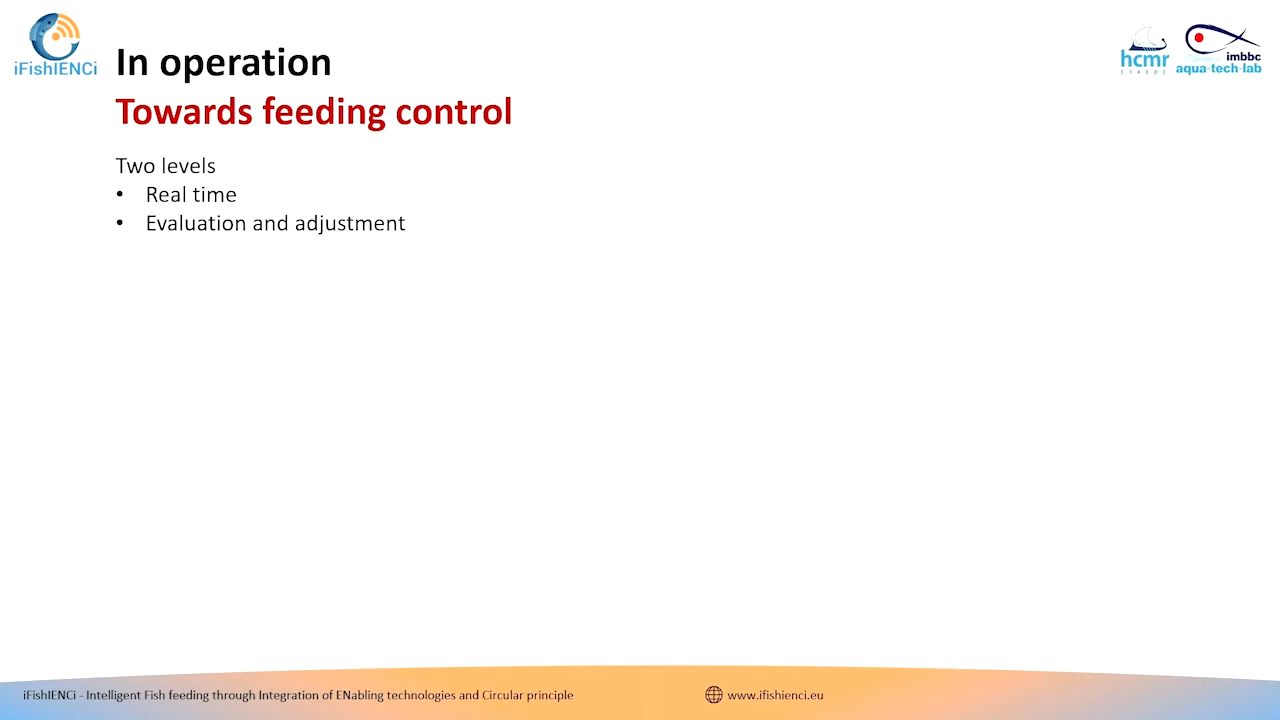 iFishIENCi
In operation
Towards feeding control
hcmr
ΕΛΚΕΘΕ
imbbc
aqua-tech-lab
Two levels
• Real time
• Evaluation and adjustment
iFishIENCi - Intelligent Fish feeding through Integration of ENabling technologies and Circular principle
www.ifishienci.eu